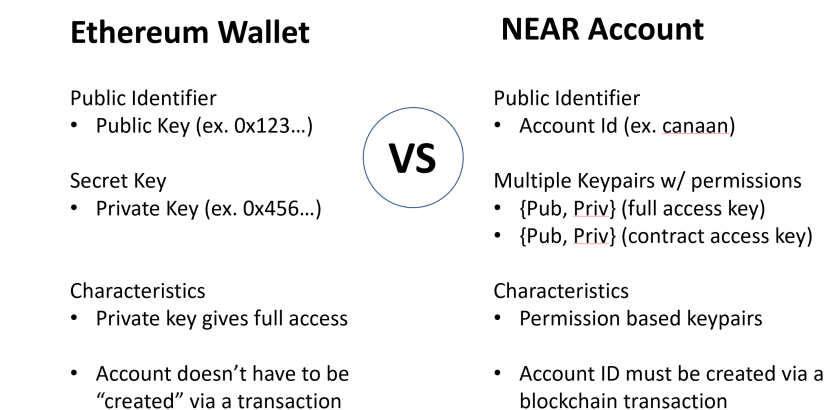 Ethereum Wallet
Public Identifier
• Public Key (ex. 0x123...)
Secret Key
• Private Key (ex. 0x456...)
Characteristics
• Private key gives full access
• Account doesn’t have to be
“created” via a transaction
VS
NEAR Account
Public Identifier
• Account Id (ex. canaan)
Multiple Keypairs w/ permissions
• {Pub, Priv} (full access key)
• {Pub, Priv} (contract access key)
Characteristics
• Permission based keypairs
• Account ID must be created via a
blockchain transaction